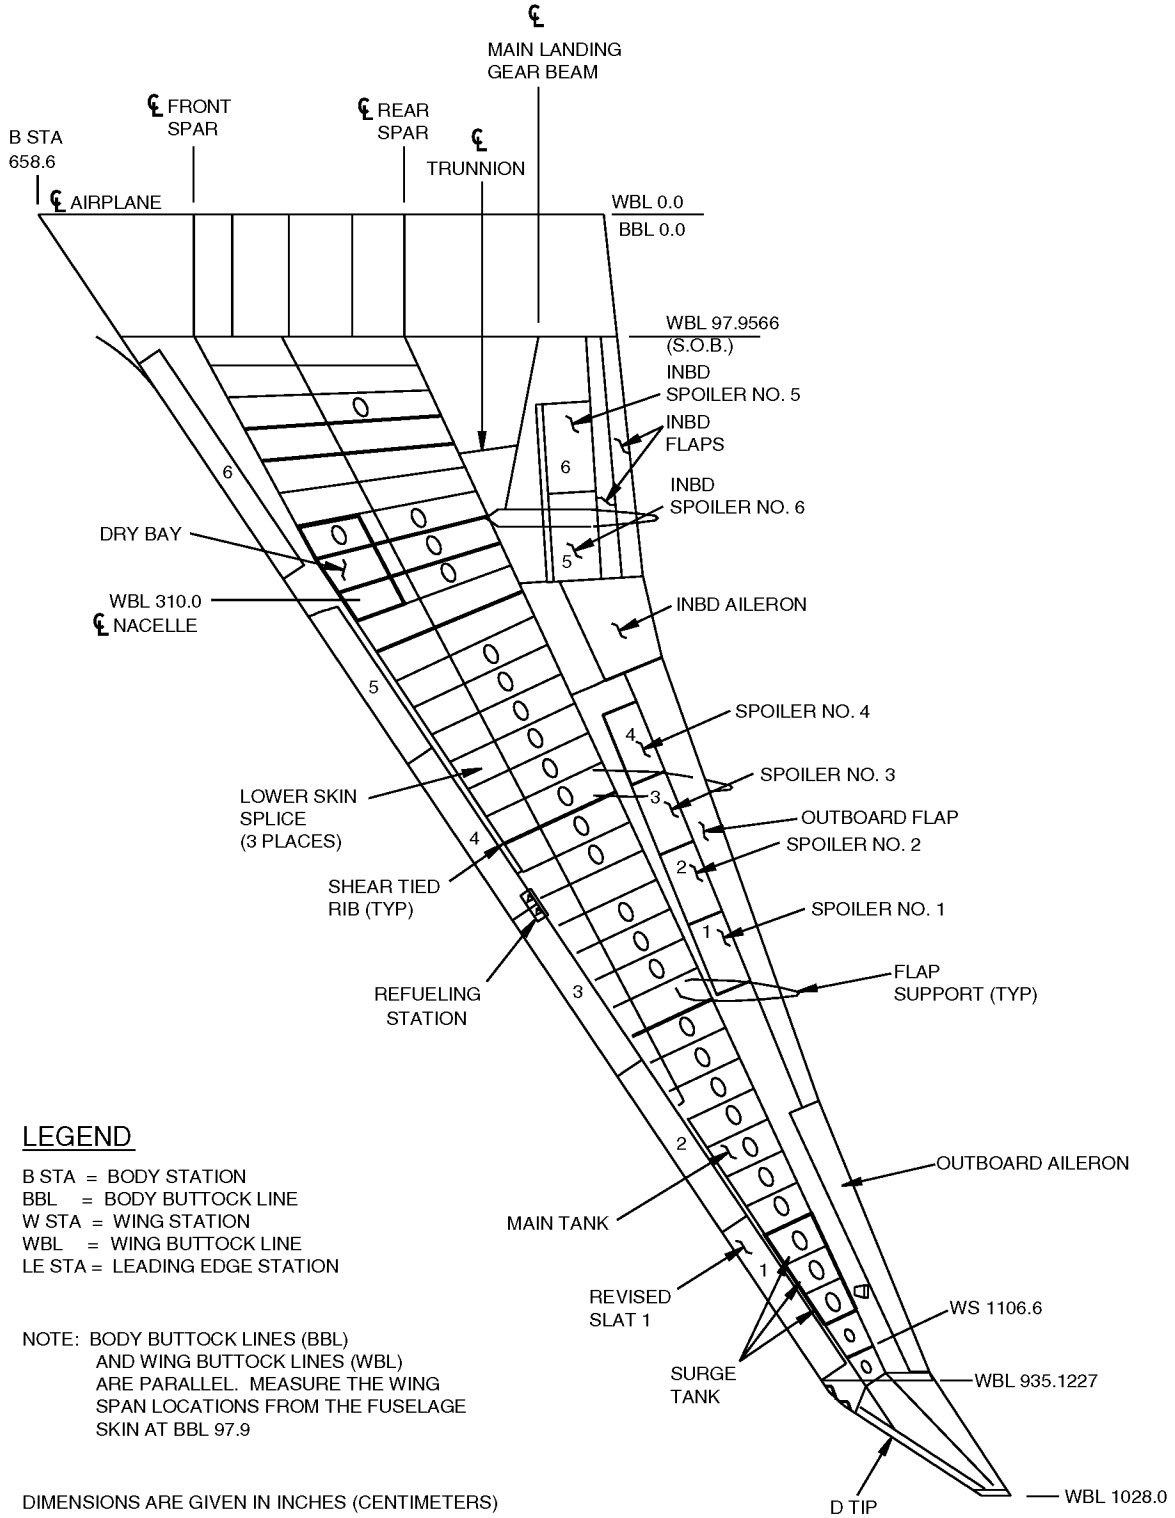 ℄
MAIN LANDING
GEAR BEAM
℄ FRONT
SPAR
℄ REAR
SPAR
℄
TRUNNION
B STA
658.6
℄ AIRPLANE
WBL 0.0
BBL 0.0
WBL 97.9566
(S.O.B.)
INBD
SPOILER NO. 5
INBD
FLAPS
INBD
SPOILER NO. 6
6
6
5
DRY BAY
WBL 310.0
℄ NACELLE
INBD AILERON
5
SPOILER NO. 4
4
SPOILER NO. 3
3
LOWER SKIN
SPLICE
(3 PLACES)
OUTBOARD FLAP
SPOILER NO. 2
4
2
SHEAR TIED
RIB (TYP)
SPOILER NO. 1
1
REFUELING
STATION
3
FLAP
SUPPORT (TYP)
LEGEND
B STA = BODY STATION
BBL = BODY BUTTOCK LINE
W STA = WING STATION
WBL = WING BUTTOCK LINE
LE STA = LEADING EDGE STATION
2
OUTBOARD AILERON
MAIN TANK
1
REVISED
SLAT 1
WS 1106.6
SURGE
TANK
WBL 935.1227
NOTE: BODY BUTTOCK LINES (BBL)
AND WING BUTTOCK LINES (WBL)
ARE PARALLEL. MEASURE THE WING
SPAN LOCATIONS FROM THE FUSELAGE
SKIN AT BBL 97.9
D TIP
WBL 1028.0
DIMENSIONS ARE GIVEN IN INCHES (CENTIMETERS)